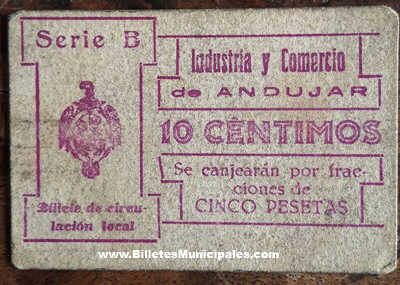 Serie B
Billete de circu-
lación local
Industria y Comercio
de ANDUJAR
10 CÉNTIMOS
Se canjearán por frac-
ciones de
CINCO PESETAS
www.BilletesMunicipales.com